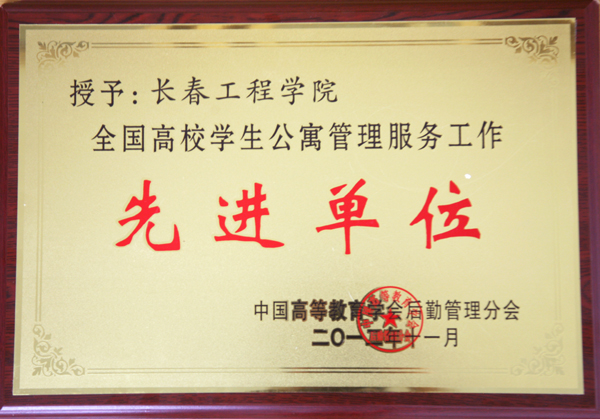 授予：长春工程学院
全国高校学生公寓管理服务工作
先进单位
中国高等教育学会后勤管理分会
二〇一二年十一月